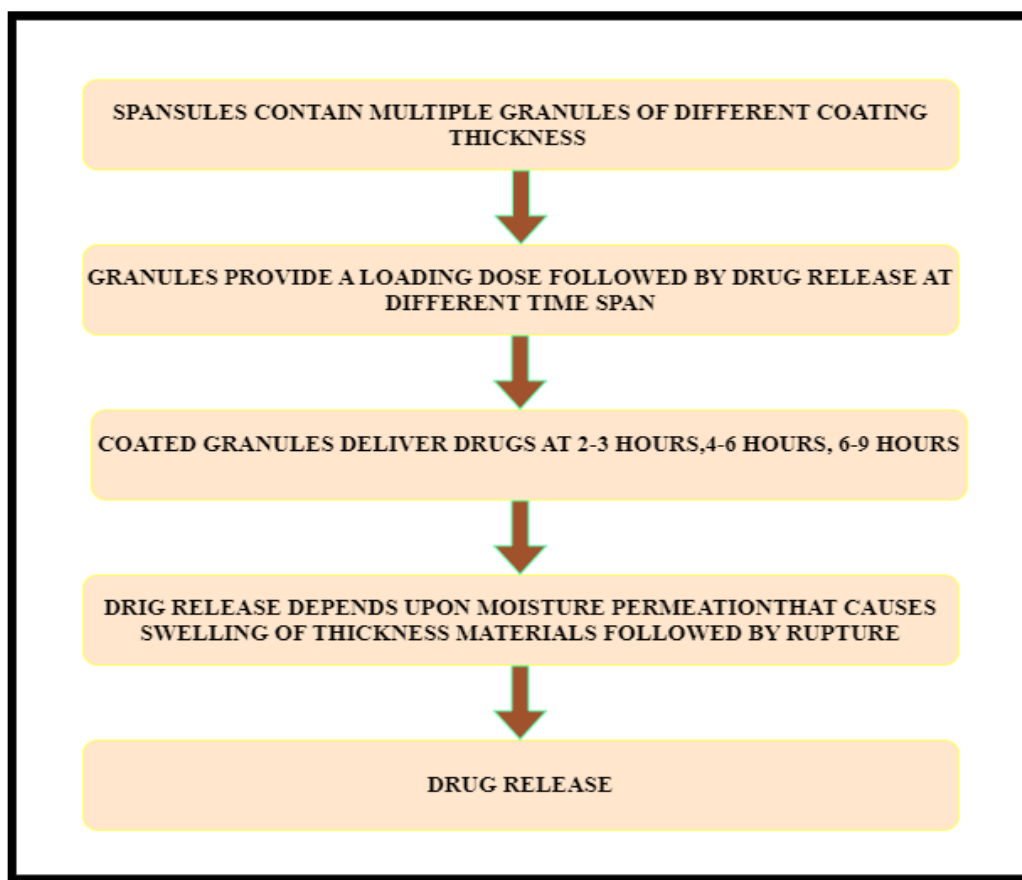 SPANSULES CONTAIN MULTIPLE GRANULES OF DIFFERENT COATING
THICKNESS
GRANULES PROVIDE A LOADING DOSE FOLLOWED BY DRUG RELEASE AT
DIFFERENT TIME SPAN
COATED GRANULES DELIVER DRUGS AT 2-3 HOURS,4-6 HOURS, 6-9 HOURS
DRIG RELEASE DEPENDS UPON MOISTURE PERMEATIONTHAT CAUSES
SWELLING OF THICKNESS MATERIALS FOLLOWED BY RUPTURE
DRUG RELEASE